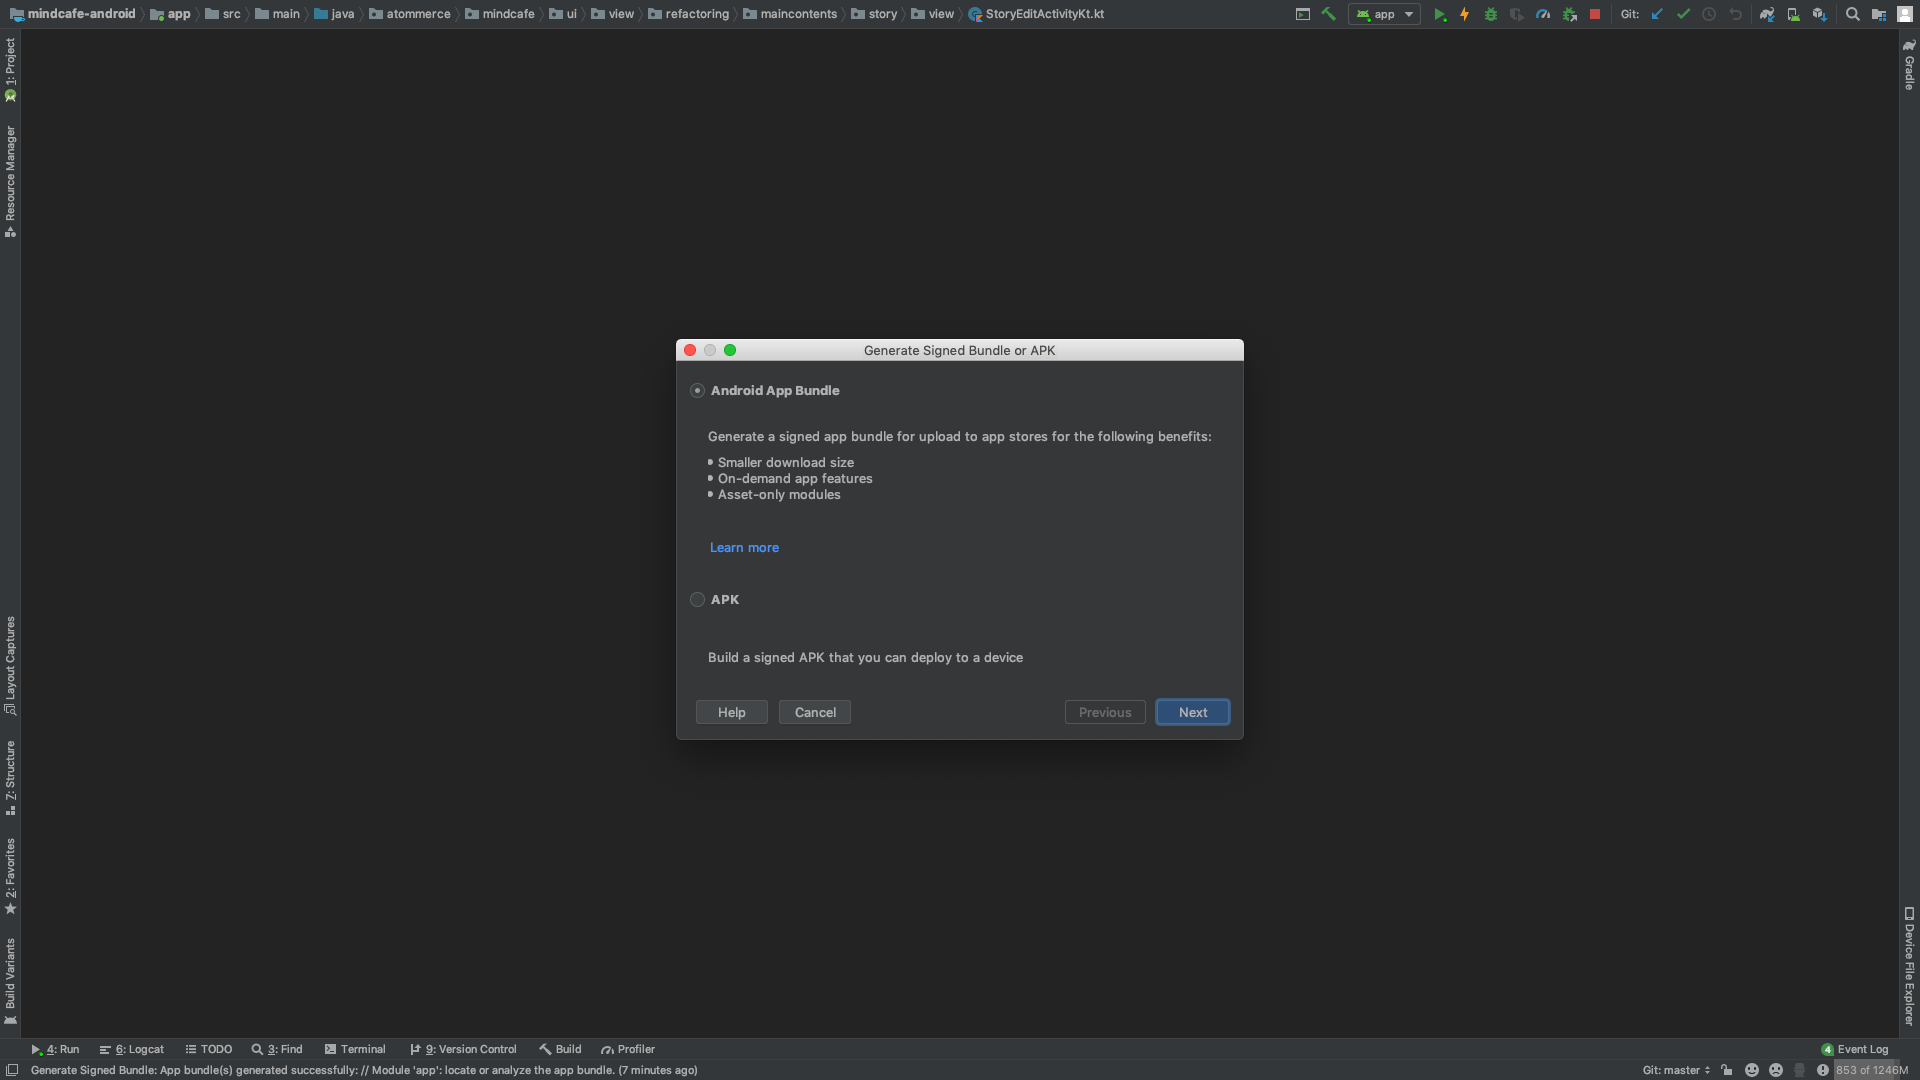 mindcafe-android app src main java atommerce mindcafe ui view refactoring maincontents story view StoryEditActivityKt.kt app Git:
1: Project
Resource Manager
Layout Captures
Z: Structure
2: Favorites
Build Variants
Gradle
Device File Explorer
Generate Signed Bundle or APK
Android App Bundle
Generate a signed app bundle for upload to app stores for the following benefits:
Smaller download size
On-demand app features
Asset-only modules
Learn more
APK
Build a signed APK that you can deploy to a device
Help Cancel Previous Next
4: Run 6: Logcat TODO 3: Find Terminal 9: Version Control Build Profiler 4 Event Log
Generate Signed Bundle: App bundle(s) generated successfully: // Module 'app': locate or analyze the app bundle. (7 minutes ago) Git: master 853 of 1246M